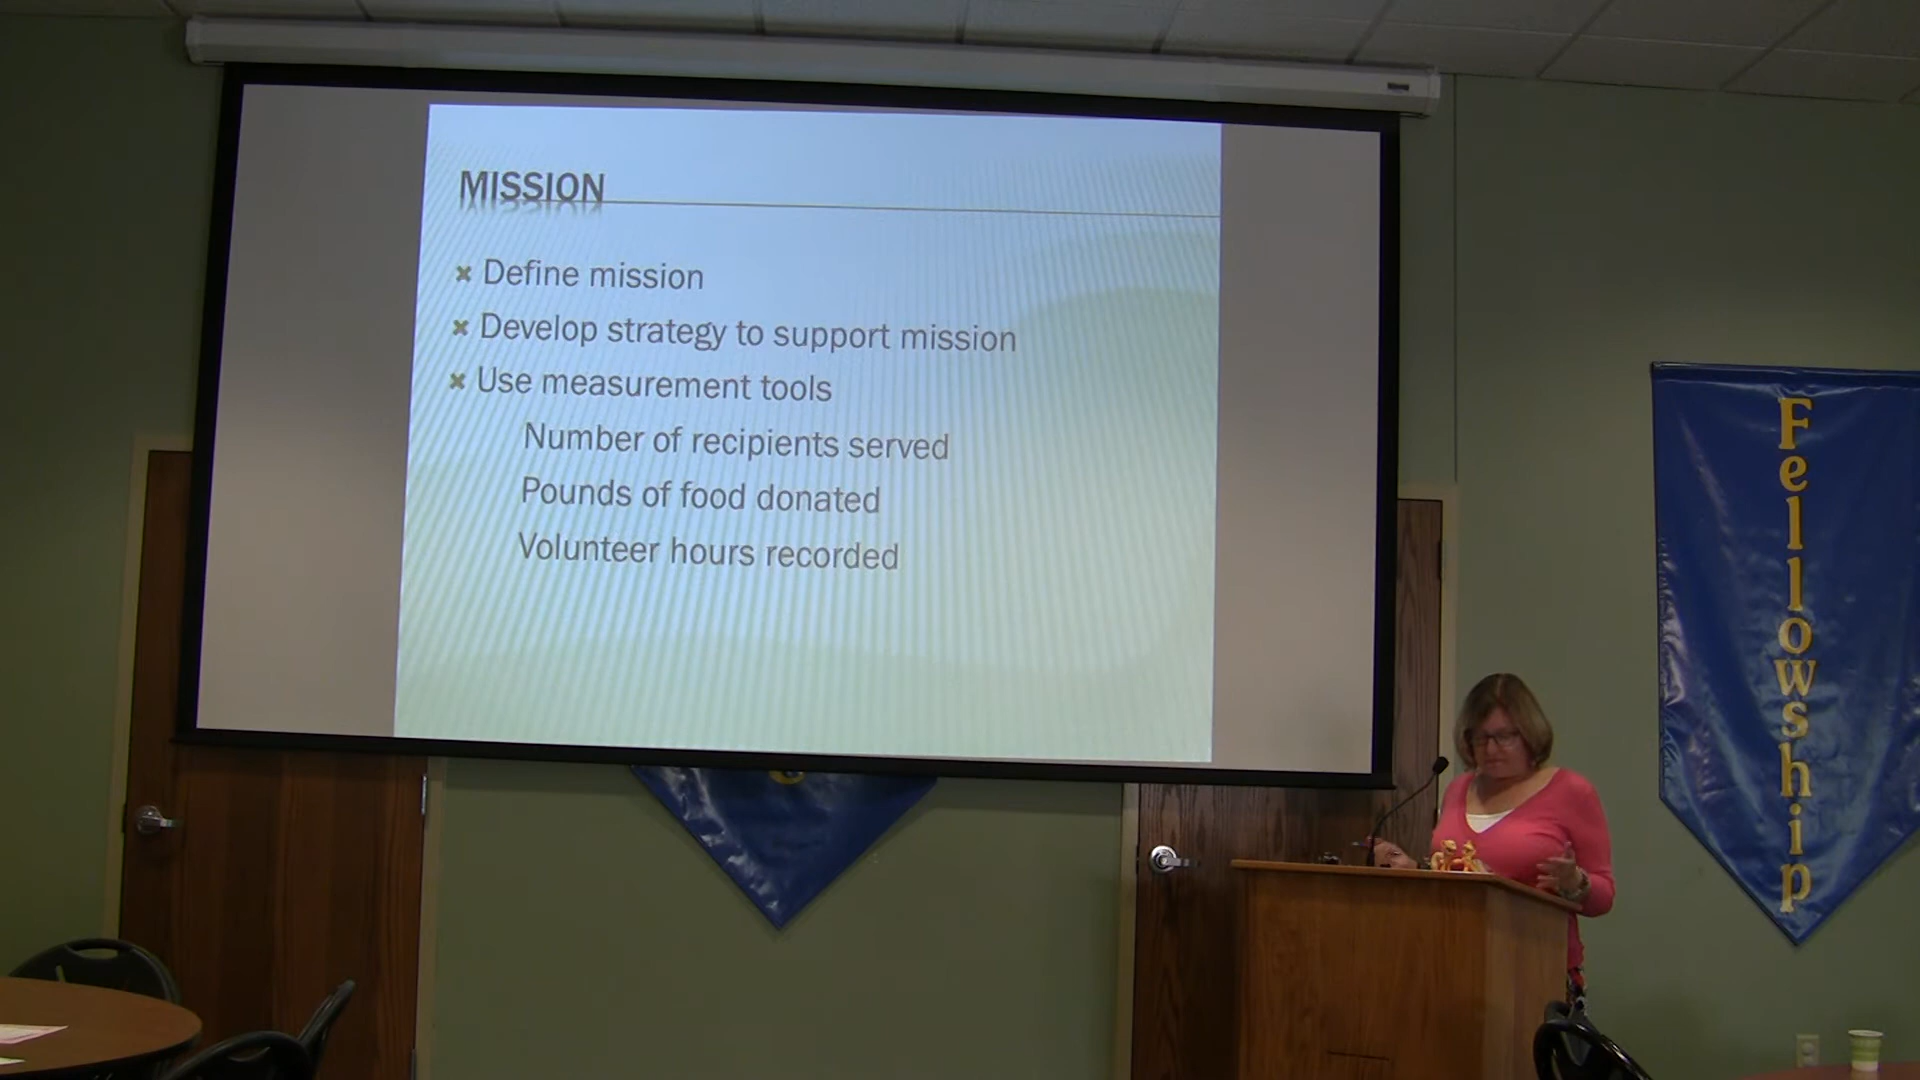 MISSION
Define mission
Develop strategy to support mission
Use measurement tools
Number of recipients served
Pounds of food donated
Volunteer hours recorded
Fellowship